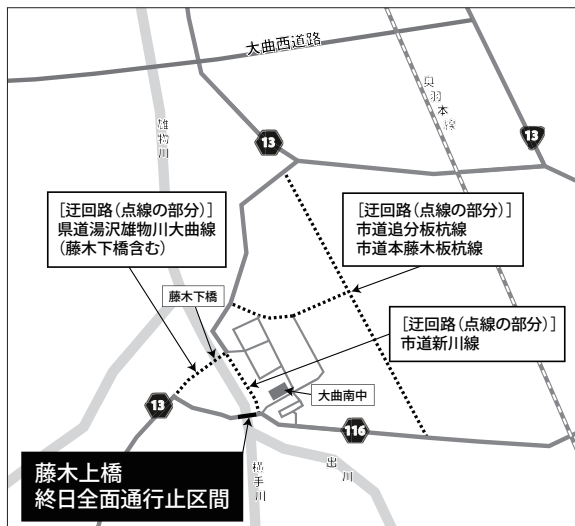 大曲西道路
奥羽本線
雄物川
13
13
[迂回路(点線の部分)]
県道湯沢雄物川大曲線
(藤木下橋含む)
[迂回路(点線の部分)]
市道追分板杭線
市道本藤木板杭線
藤木下橋
[迂回路(点線の部分)]
市道新川線
大曲南中
13
116
藤木上橋
終日全面通行止区間
横手川
出川